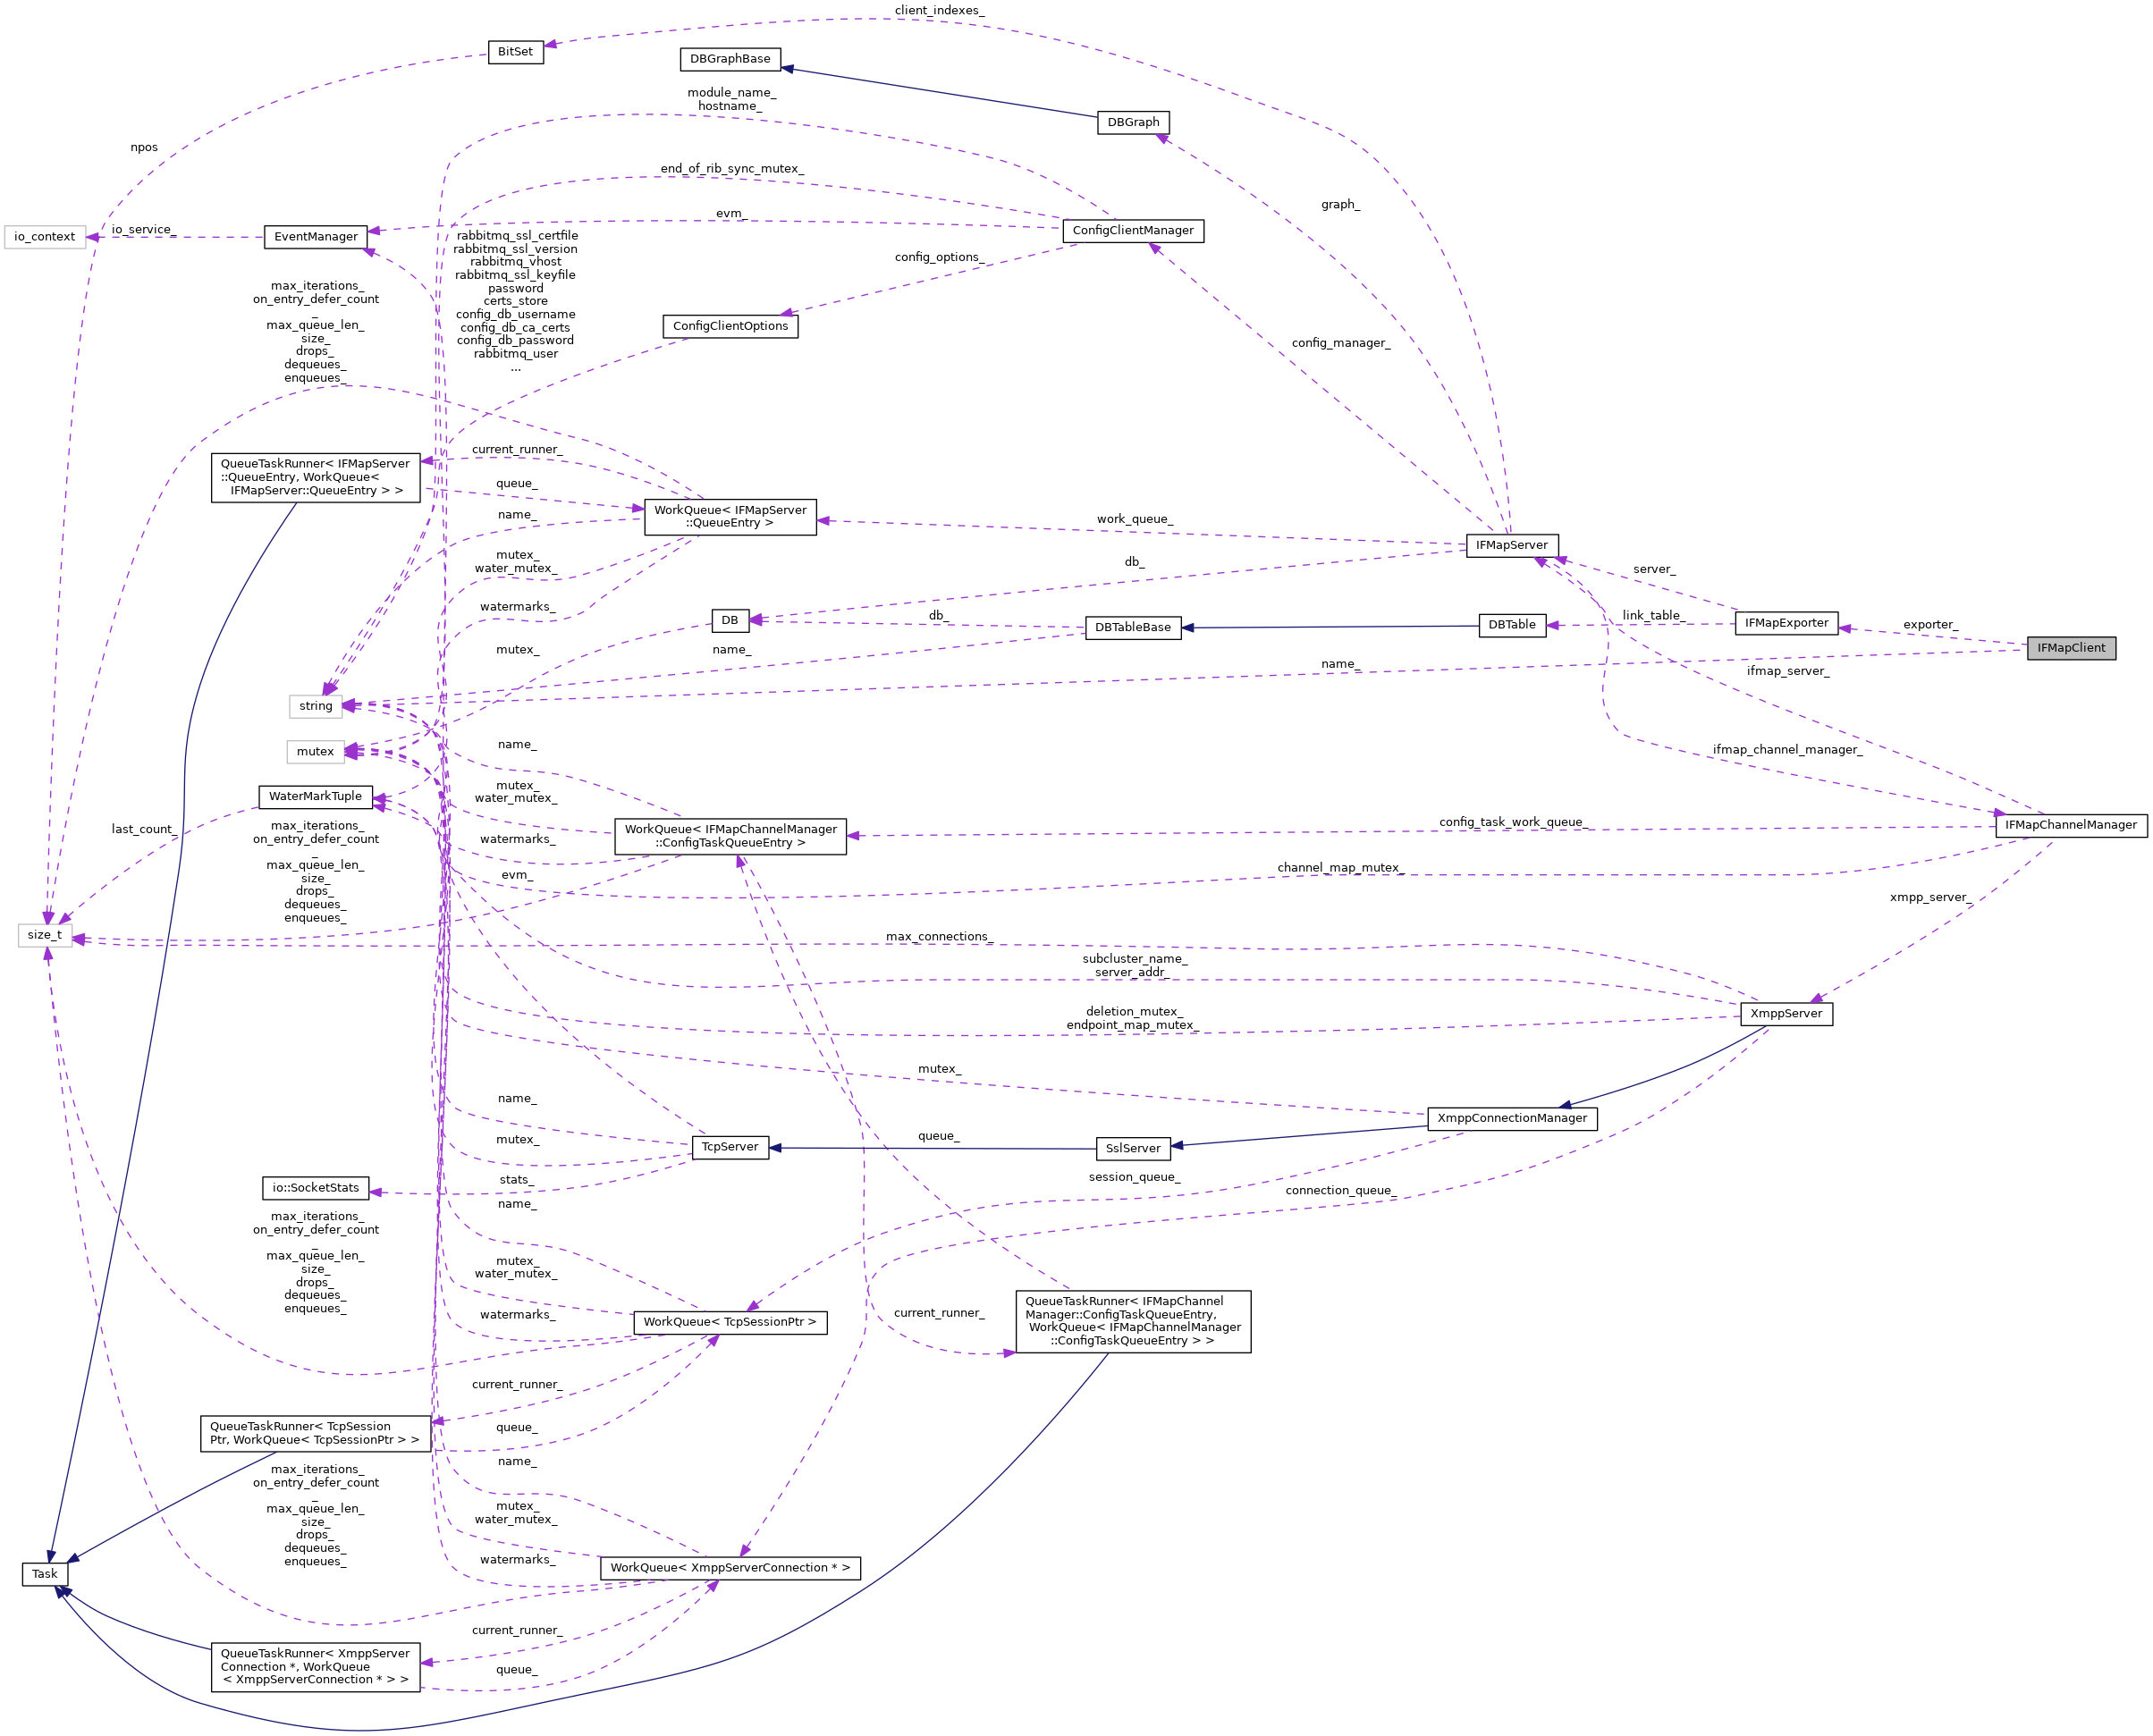 client_indexes_
BitSet
DBGraphBase
module_name_
hostname_
DBGraph
npos
end_of_rib_sync_mutex_
graph_
evm_
ConfigClientManager
io_context
io_service_
EventManager
rabbitmq_ssl_certfile
rabbitmq_ssl_version
rabbitmq_vhost
rabbitmq_ssl_keyfile
password
certs_store
config_db_username
config_db_ca_certs
config_db_password
rabbitmq_user
...
config_options_
max_iterations_
on_entry_defer_count
_
max_queue_len_
size_
drops_
dequeues_
enqueues_
ConfigClientOptions
config_manager_
current_runner_
QueueTaskRunner< IFMapServer
::QueueEntry, WorkQueue<
IFMapServer::QueueEntry > >
queue_
name_
WorkQueue< IFMapServer
::QueueEntry >
work_queue_
IFMapServer
mutex_
water_mutex_
db_
server_
watermarks_
DB
db_
DBTableBase
DBTable
link_table_
IFMapExporter
exporter_
IFMapClient
mutex_
name_
name_
ifmap_server_
string
mutex
name_
ifmap_channel_manager_
WaterMarkTuple
mutex_
water_mutex_
last_count_
max_iterations_
on_entry_defer_count
_
max_queue_len_
size_
drops_
dequeues_
enqueues_
watermarks_
WorkQueue< IFMapChannelManager
::ConfigTaskQueueEntry >
config_task_work_queue_
IFMapChannelManager
evm_
channel_map_mutex_
xmpp_server_
size_t
max_connections_
subcluster_name_
server_addr_
deletion_mutex_
endpoint_map_mutex_
XmppServer
mutex_
name_
XmppConnectionManager
mutex_
TcpServer
queue_
SslServer
io::SocketStats
stats_
session_queue_
connection_queue_
name_
max_iterations_
on_entry_defer_count
_
max_queue_len_
size_
drops_
dequeues_
enqueues_
mutex_
water_mutex_
watermarks_
WorkQueue< TcpSessionPtr >
current_runner_
QueueTaskRunner< IFMapChannel
Manager::ConfigTaskQueueEntry,
WorkQueue< IFMapChannelManager
::ConfigTaskQueueEntry > >
current_runner_
QueueTaskRunner< TcpSession
Ptr, WorkQueue< TcpSessionPtr > >
queue_
name_
max_iterations_
on_entry_defer_count
_
max_queue_len_
size_
drops_
dequeues_
enqueues_
mutex_
water_mutex_
watermarks_
WorkQueue< XmppServerConnection * >
Task
current_runner_
QueueTaskRunner< XmppServer
Connection *, WorkQueue
< XmppServerConnection * > >
queue_